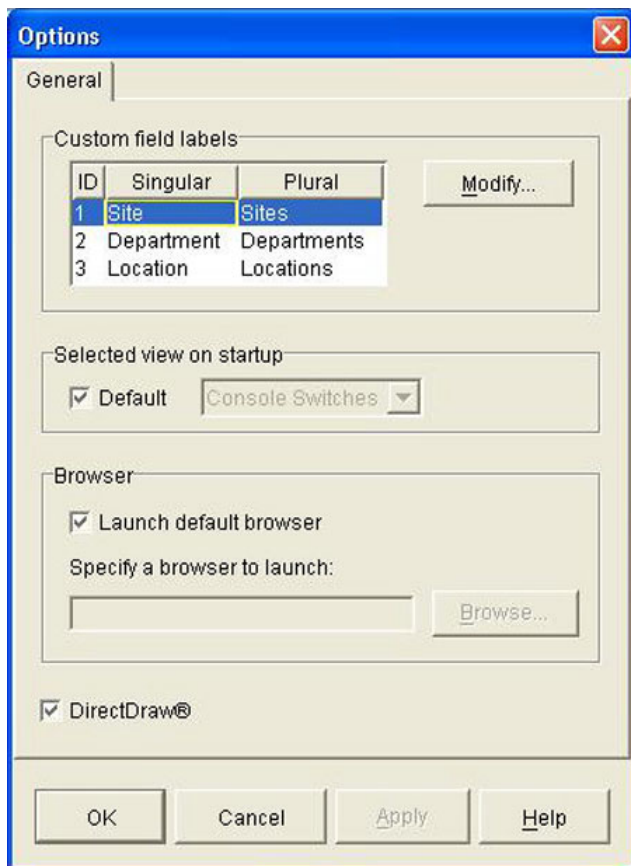 Options
General
Custom field labels
ID Singular Plural
Modify...
1 Site Sites
2 Department Departments
3 Location Locations
Selected view on startup
Default Console Switches
Browser
Launch default browser
Specify a browser to launch:
Browse...
DirectDraw®
OK Cancel Apply Help